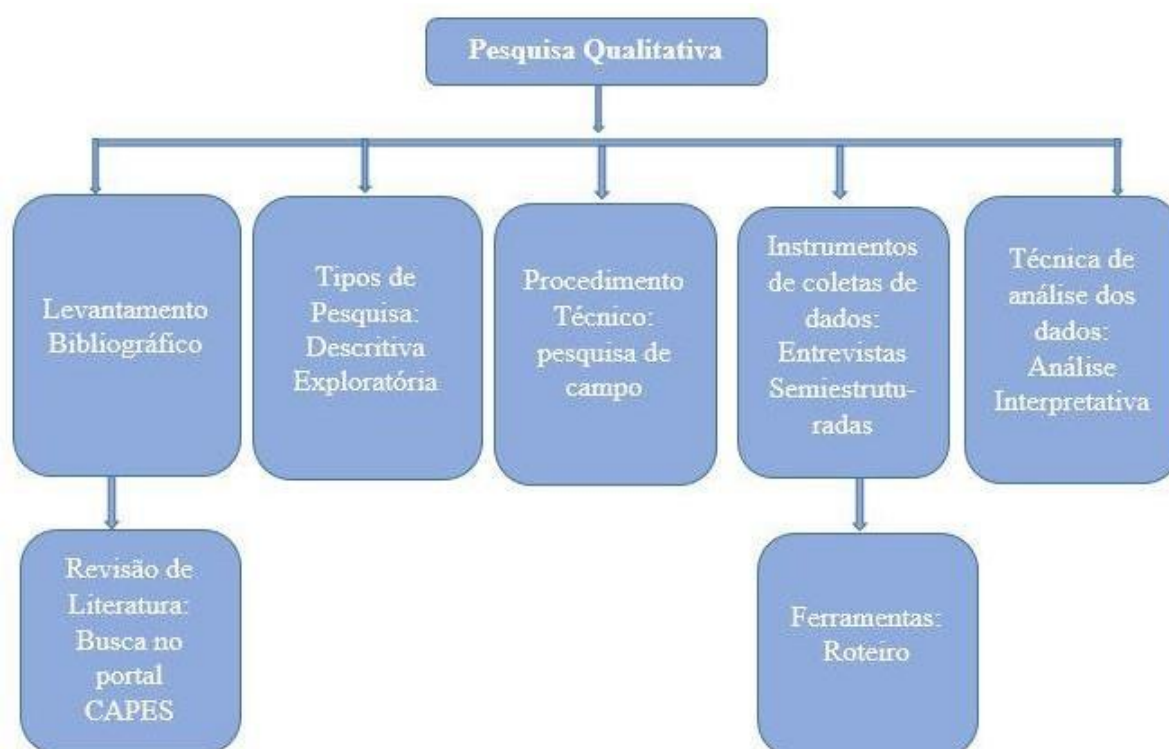 Pesquisa Qualitativa
Levantamento
Bibliográfico
Tipos de
Pesquisa:
Descritiva
Exploratória
Procedimento
Técnico:
pesquisa de
campo
Instrumentos
de coletas de
dados:
Entrevistas
Semiestrutu-
radas
Técnica de
análise dos
dados:
Análise
Interpretativa
Revisão de
Literatura:
Busca no
portal
CAPES
Ferramentas:
Roteiro